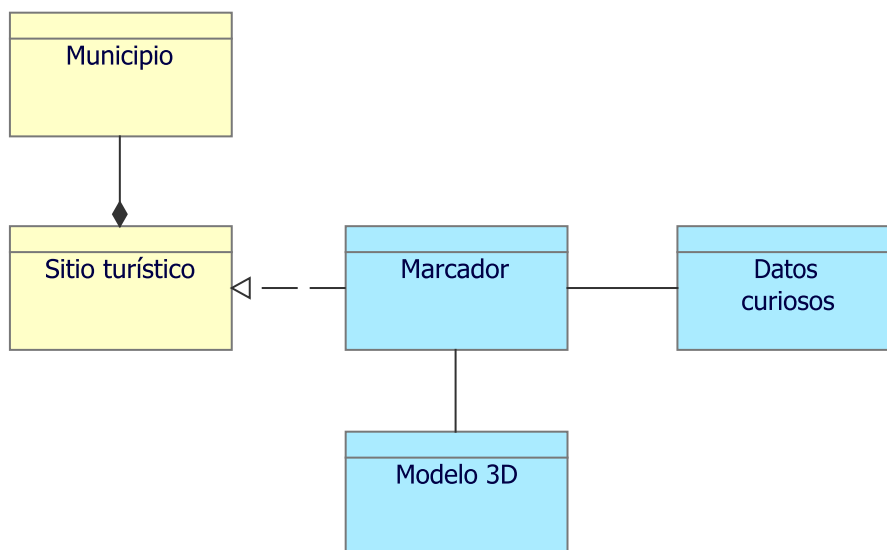 Municipio
Sitio turístico
Marcador
Datos
curiosos
Modelo 3D